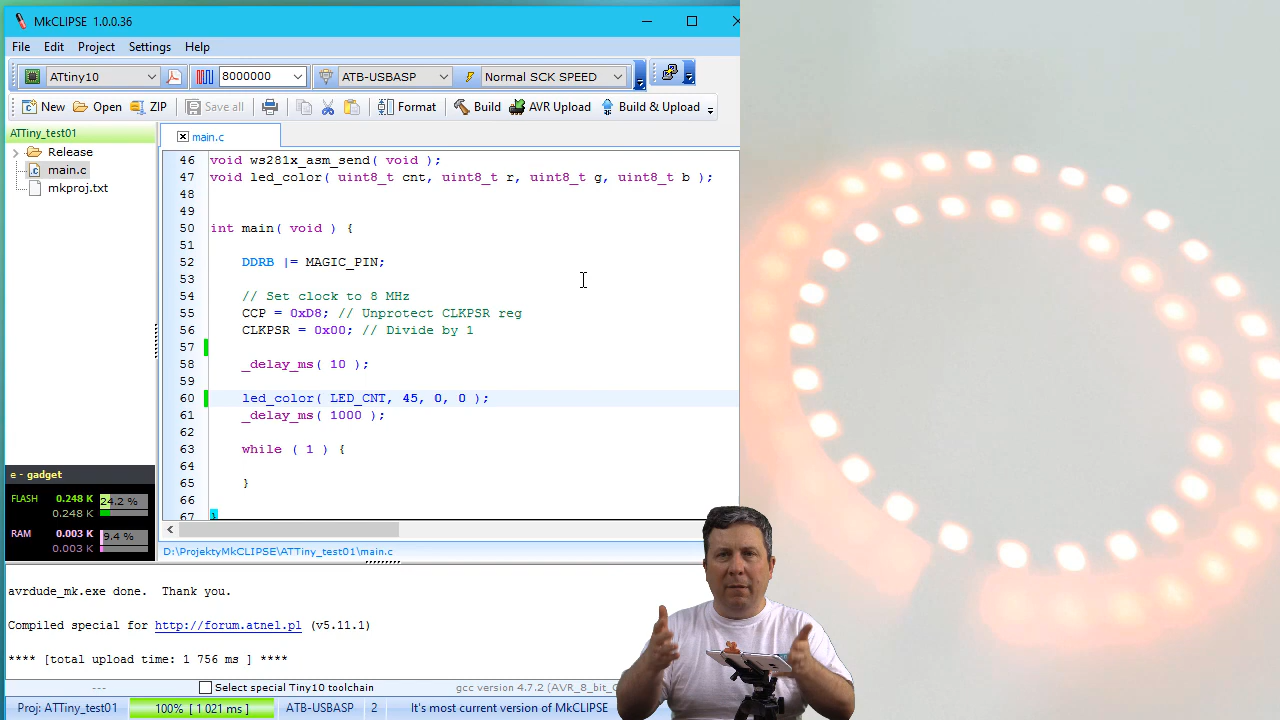 MkCLIPSE 1.0.0.36
File Edit Project Settings Help
ATtiny10 8000000 ATB-USBASP Normal SCK SPEED
New Open ZIP Save all Format Build AVR Upload Build & Upload
ATTiny_test01
Release
main.c
mkproj.txt
main.c
46 void ws281x_asm_send( void );
47 void led_color( uint8_t cnt, uint8_t r, uint8_t g, uint8_t b );
48
49
50 int main( void ) {
51
52 DDRB |= MAGIC_PIN;
53
54 // Set clock to 8 MHz
55 CCP = 0xD8; // Unprotect CLKPSR reg
56 CLKPSR = 0x00; // Divide by 1
57
58 _delay_ms( 10 );
59
60 led_color( LED_CNT, 45, 0, 0 );
61 _delay_ms( 1000 );
62
63 while ( 1 ) {
64
65 }
66
67 }
e - gadget
FLASH 0.248 K 24.2 %
0.248 K
RAM 0.003 K 9.4 %
0.003 K
D:\ProjektyMkCLIPSE\ATTiny_test01\main.c
avrdude_mk.exe done. Thank you.
Compiled special for http://forum.atnel.pl (v5.11.1)
**** [total upload time: 1 756 ms ] ****
--- Select special Tiny10 toolchain gcc version 4.7.2 (AVR_8_bit_
Proj: ATTiny_test01 100% [ 1 021 ms ] ATB-USBASP 2 It's most current version of MkCLIPSE